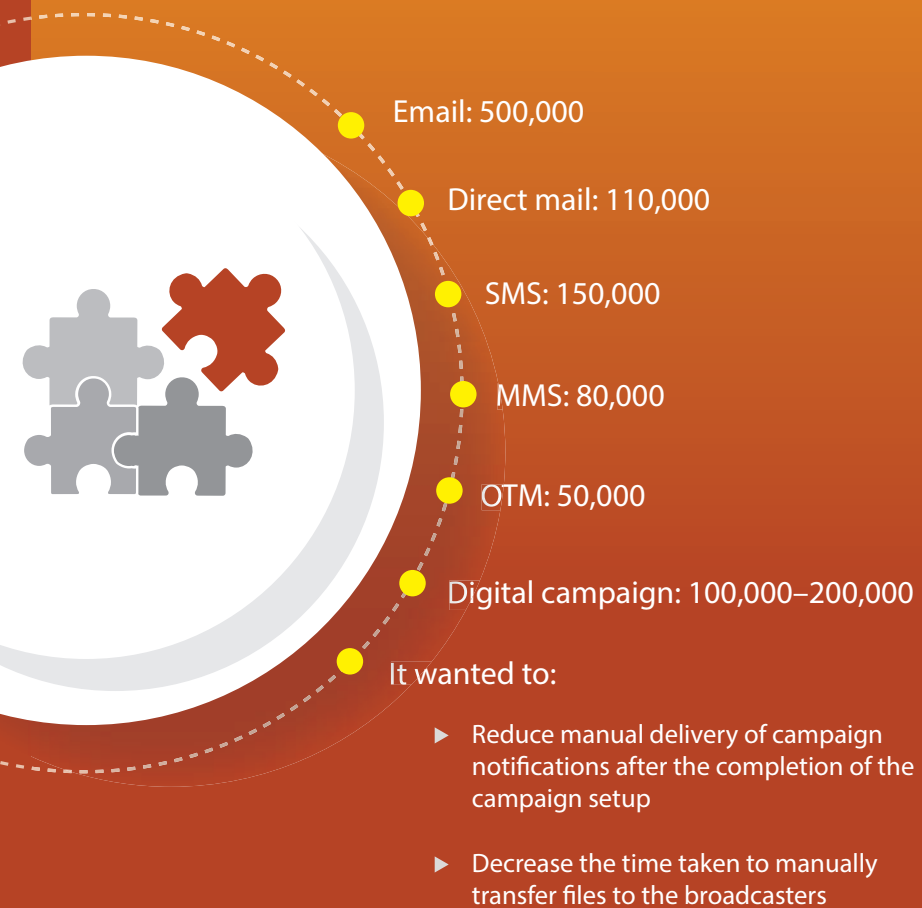 Email: 500,000
Direct mail: 110,000
SMS: 150,000
MMS: 80,000
OTM: 50,000
Digital campaign: 100,000–200,000
It wanted to:
Reduce manual delivery of campaign
notifications after the completion of the
campaign setup
Decrease the time taken to manually
transfer files to the broadcasters